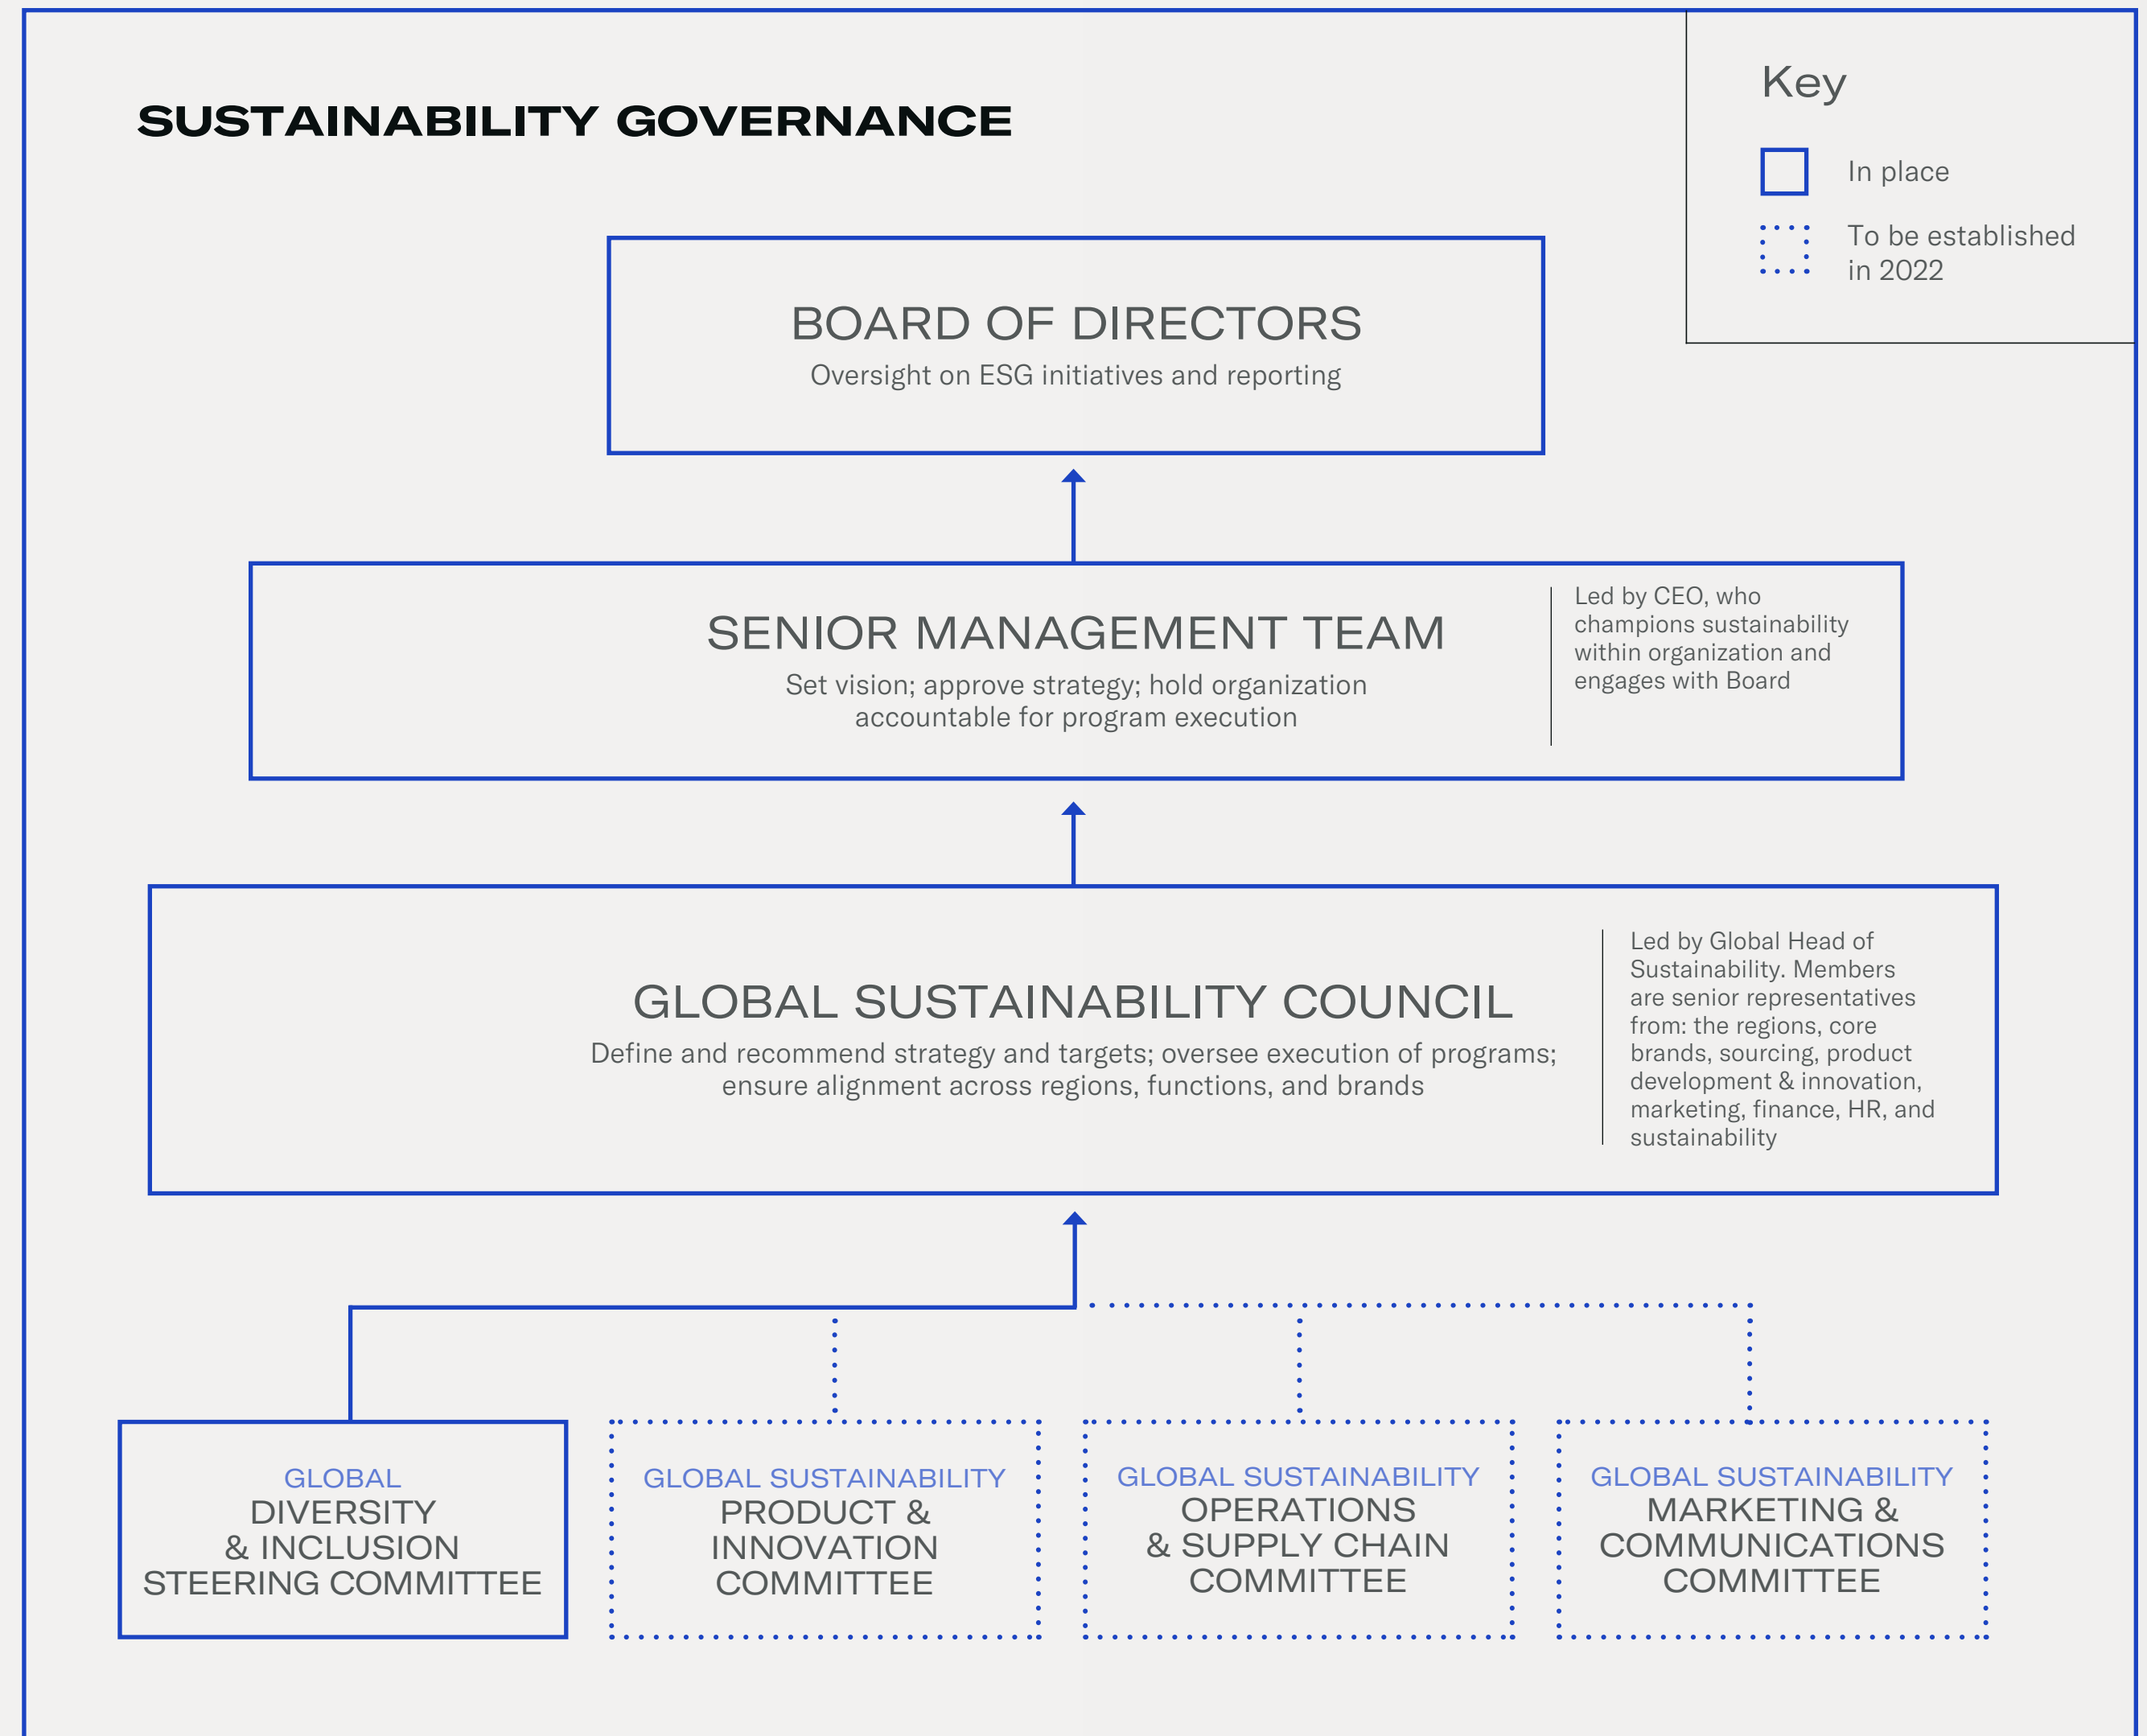 SUSTAINABILITY GOVERNANCE
Key
In place
To be established
in 2022
BOARD OF DIRECTORS
Oversight on ESG initiatives and reporting
SENIOR MANAGEMENT TEAM
Set vision; approve strategy; hold organization
accountable for program execution
Led by CEO, who
champions sustainability
within organization and
engages with Board
GLOBAL SUSTAINABILITY COUNCIL
Define and recommend strategy and targets; oversee execution of programs;
ensure alignment across regions, functions, and brands
Led by Global Head of
Sustainability. Members
are senior representatives
from: the regions, core
brands, sourcing, product
development & innovation,
marketing, finance, HR, and
sustainability
GLOBAL
DIVERSITY
& INCLUSION
STEERING COMMITTEE
GLOBAL SUSTAINABILITY
PRODUCT &
INNOVATION
COMMITTEE
GLOBAL SUSTAINABILITY
OPERATIONS
& SUPPLY CHAIN
COMMITTEE
GLOBAL SUSTAINABILITY
MARKETING &
COMMUNICATIONS
COMMITTEE